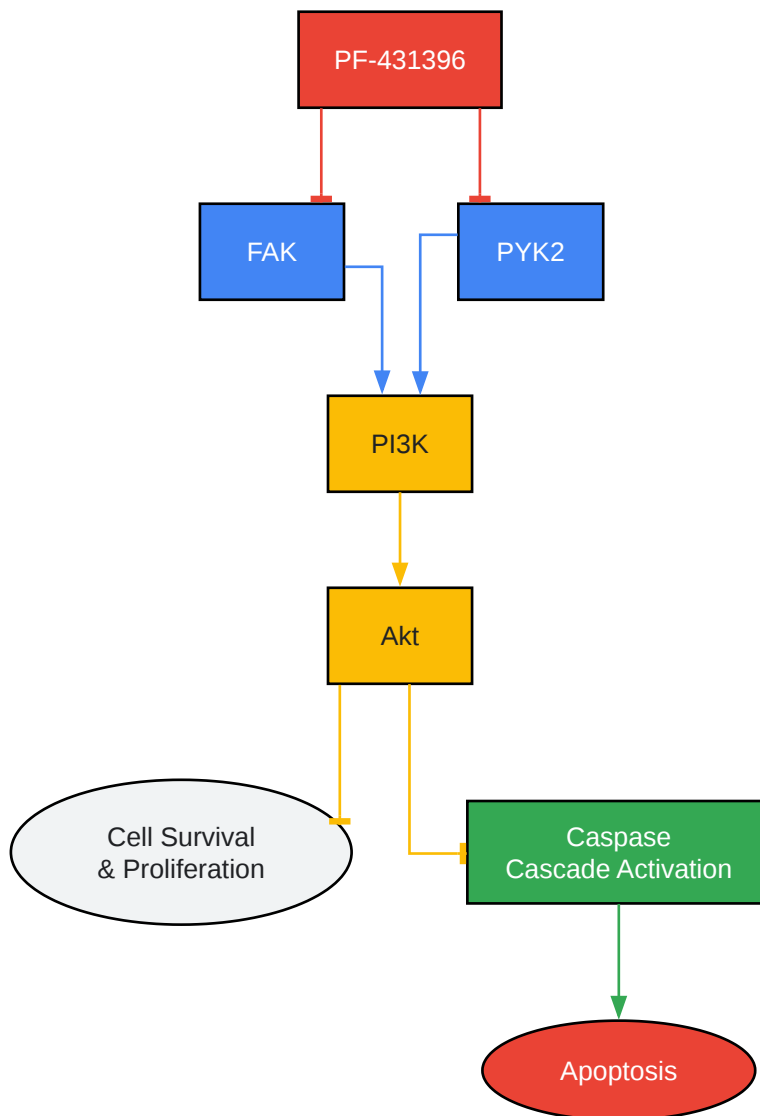 PF-431396
FAK
PYK2
PI3K
Akt
Cell Survival
& Proliferation
Caspase
Cascade Activation
Apoptosis